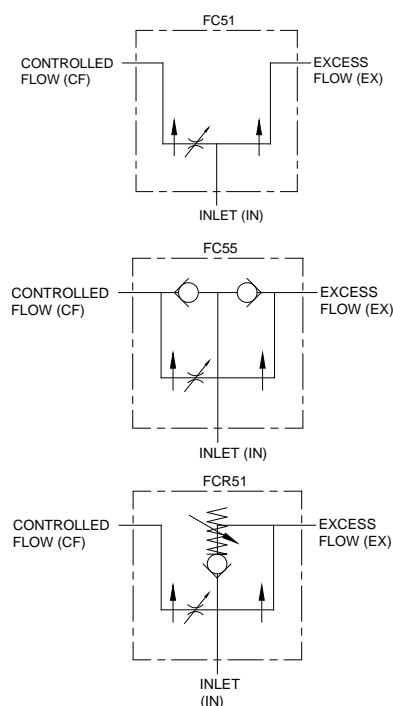 FC51
CONTROLLED
FLOW (CF)
EXCESS
FLOW (EX)
INLET (IN)
FC55
CONTROLLED
FLOW (CF)
EXCESS
FLOW (EX)
INLET (IN)
FCR51
CONTROLLED
FLOW (CF)
EXCESS
FLOW (EX)
INLET
(IN)